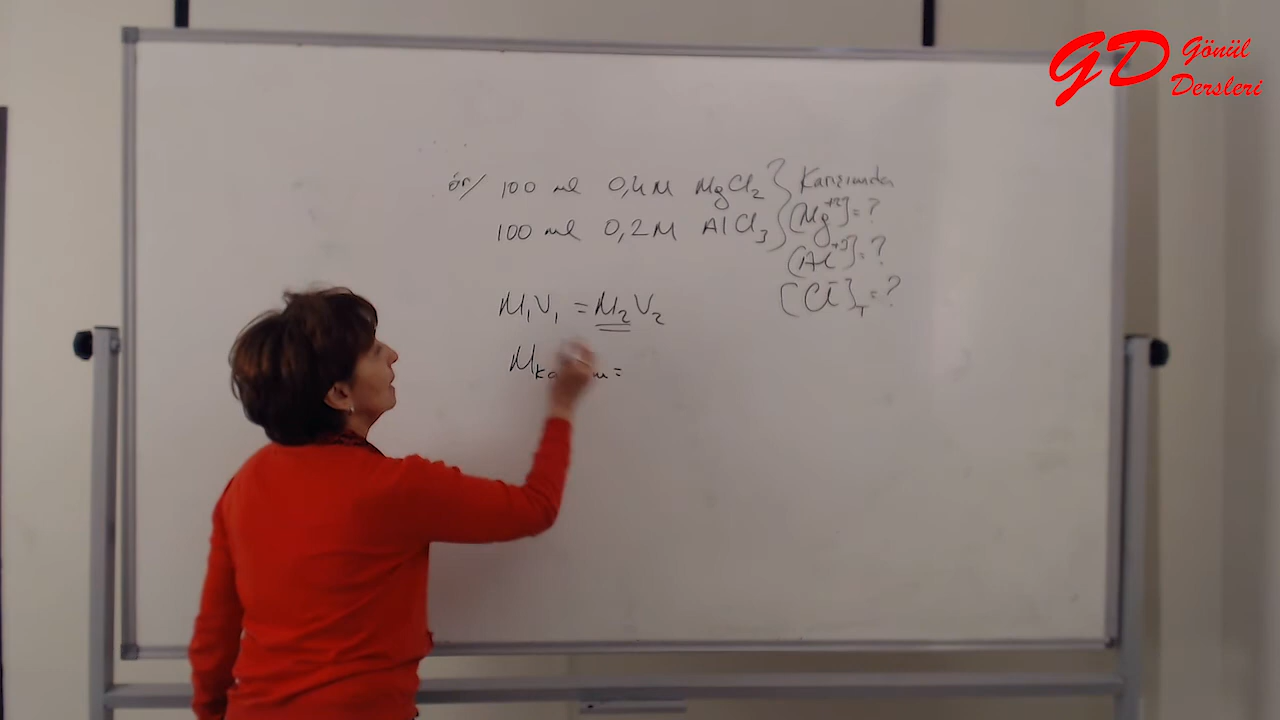 GD Gönül
Dersleri
ör/ 100 ml 0,4M MgCl₂ } Karışımda
100 ml 0,2M AlCl₃ } [Mg⁺²] = ?
[Al⁺³] = ?
[Cl⁻]T = ?
M₁V₁ = M₂V₂